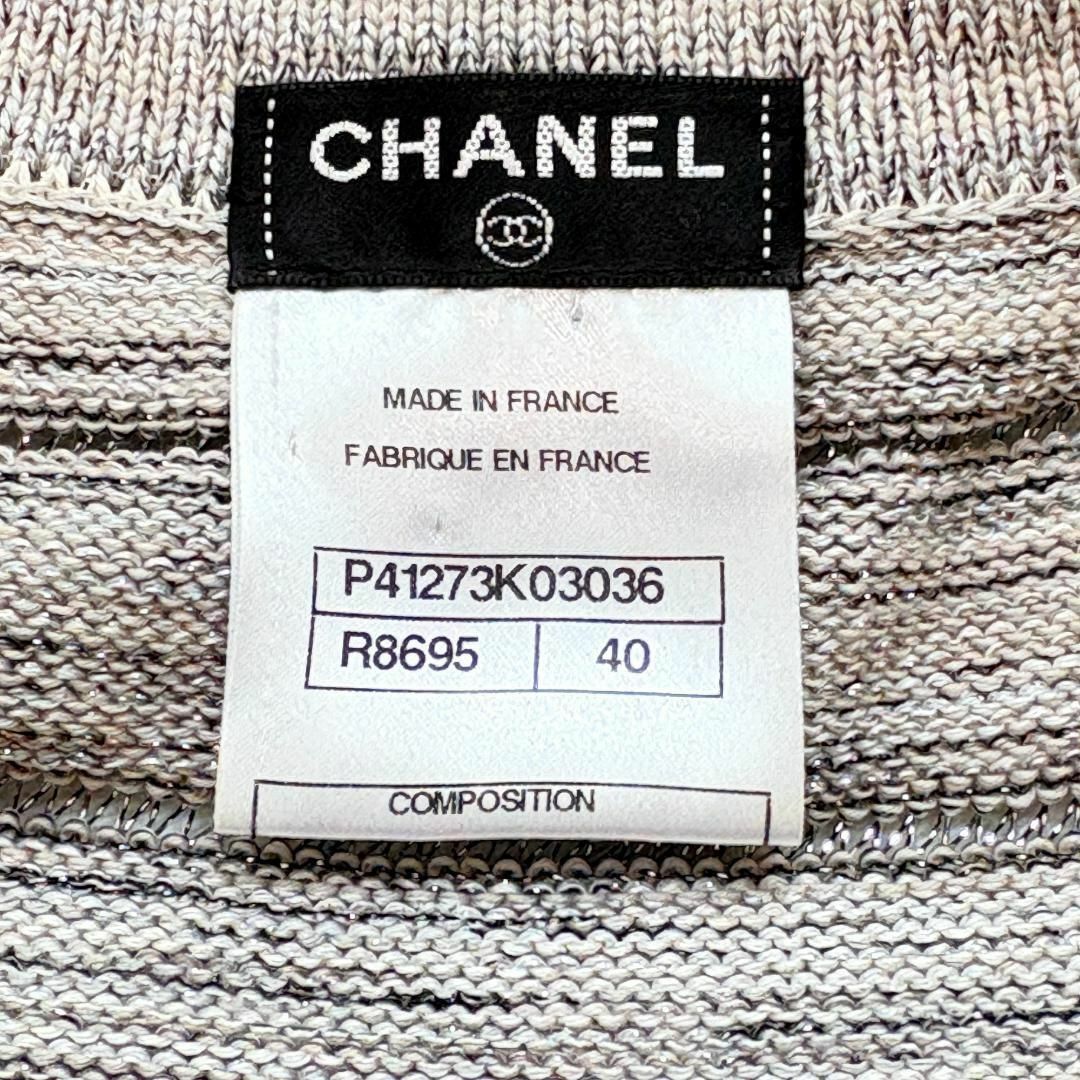 CHANEL
MADE IN FRANCE
FABRIQUE EN FRANCE
P41273K03036
R8695 40
COMPOSITION